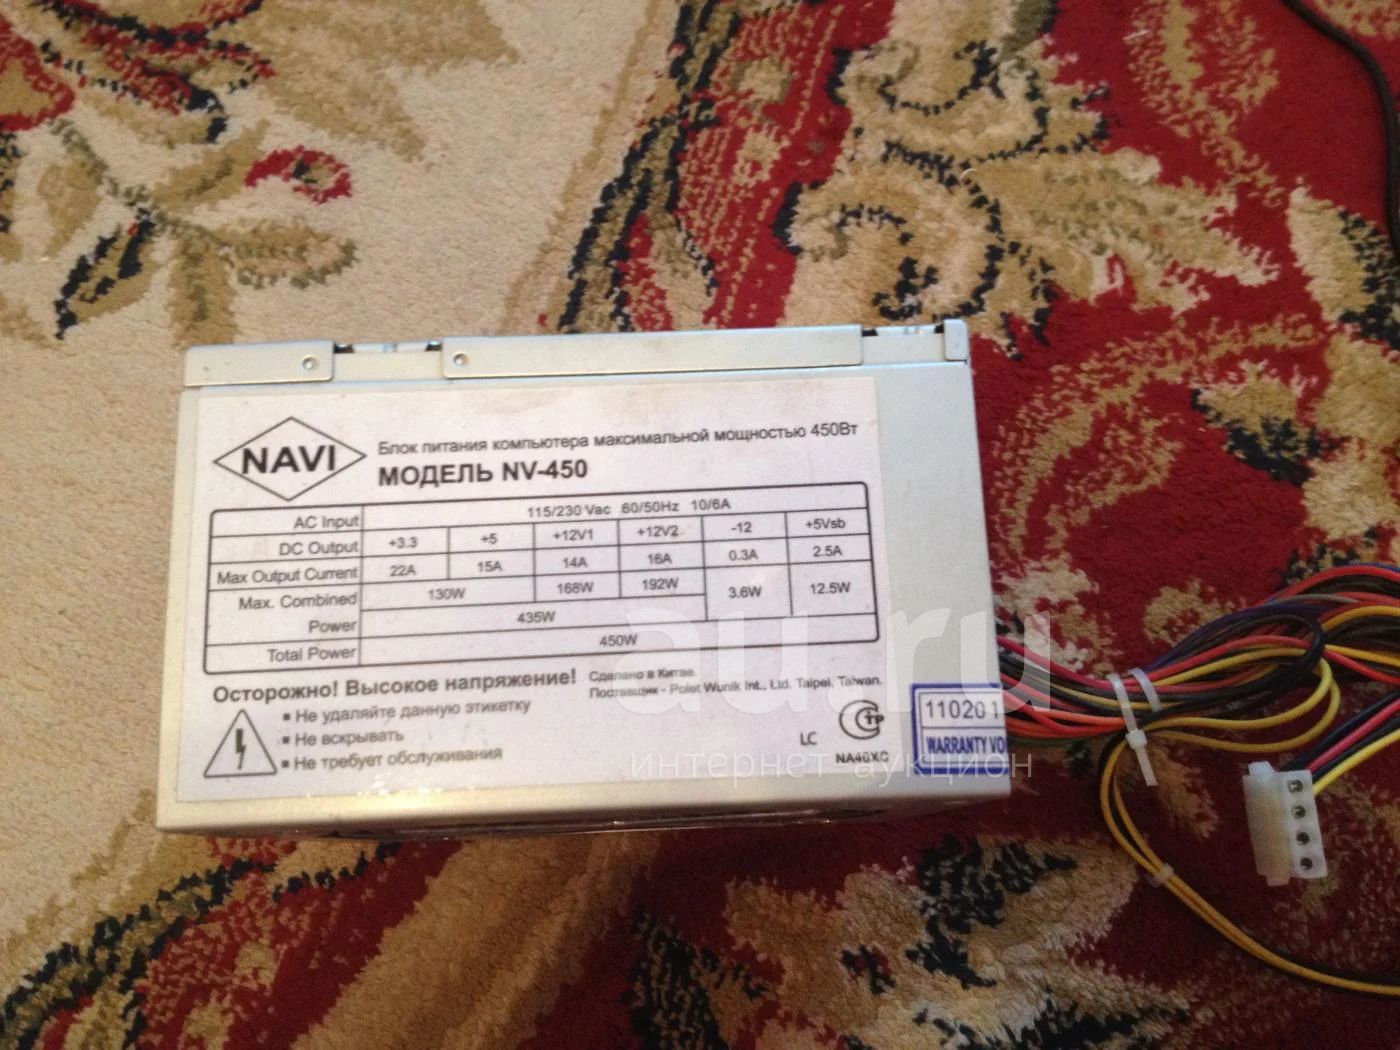 NAVI
Блок питания компьютера максимальной мощностью 450Вт
МОДЕЛЬ NV-450
AC Input 115/230 Vac 60/50Hz 10/6A
DC Output +3.3 +5 +12V1 +12V2 -12 +5Vsb
Max Output Current 22A 15A 14A 16A 0.3A 2.5A
Max. Combined Power 130W 168W 192W 3.6W 12.5W
435W
Total Power 450W
Осторожно! Высокое напряжение!
Сделано в Китае.
Поставщик - Polet Wunik Int., Ltd. Taipei, Taiwan.
Не удаляйте данную этикетку
Не вскрывать
Не требует обслуживания
LC
СТР
NA40XC
110201
WARRANTY VO
au.ru
интернет аукцион